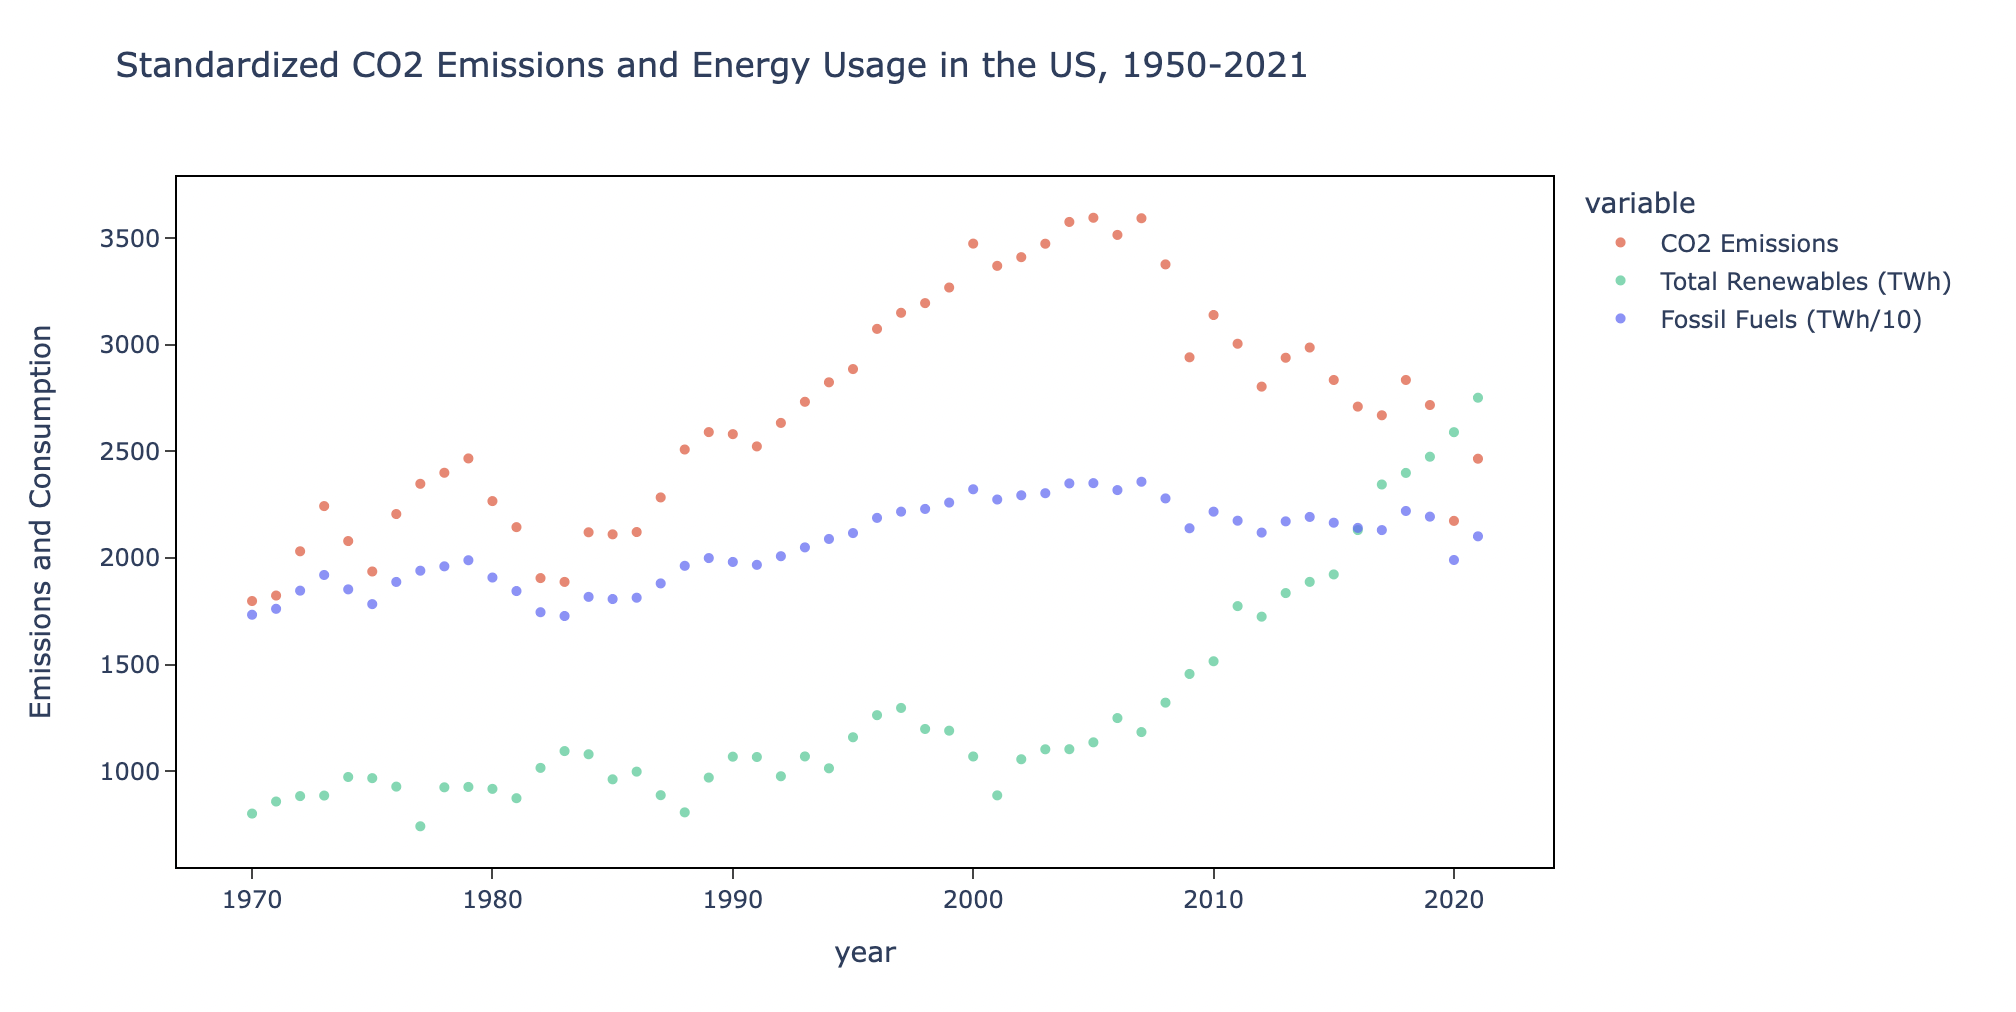 Standardized CO2 Emissions and Energy Usage in the US, 1950-2021
variable
CO2 Emissions
Total Renewables (TWh)
Fossil Fuels (TWh/10)
Emissions and Consumption
3500
3000
2500
2000
1500
1000
1970
1980
1990
2000
2010
2020
year